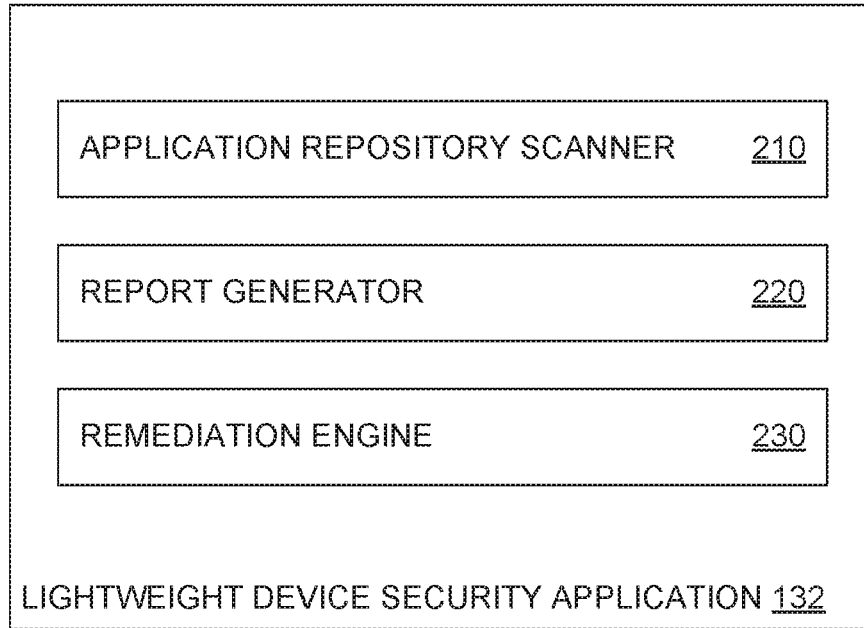 APPLICATION REPOSITORY SCANNER 210
REPORT GENERATOR 220
REMEDIATION ENGINE 230
LIGHTWEIGHT DEVICE SECURITY APPLICATION 132